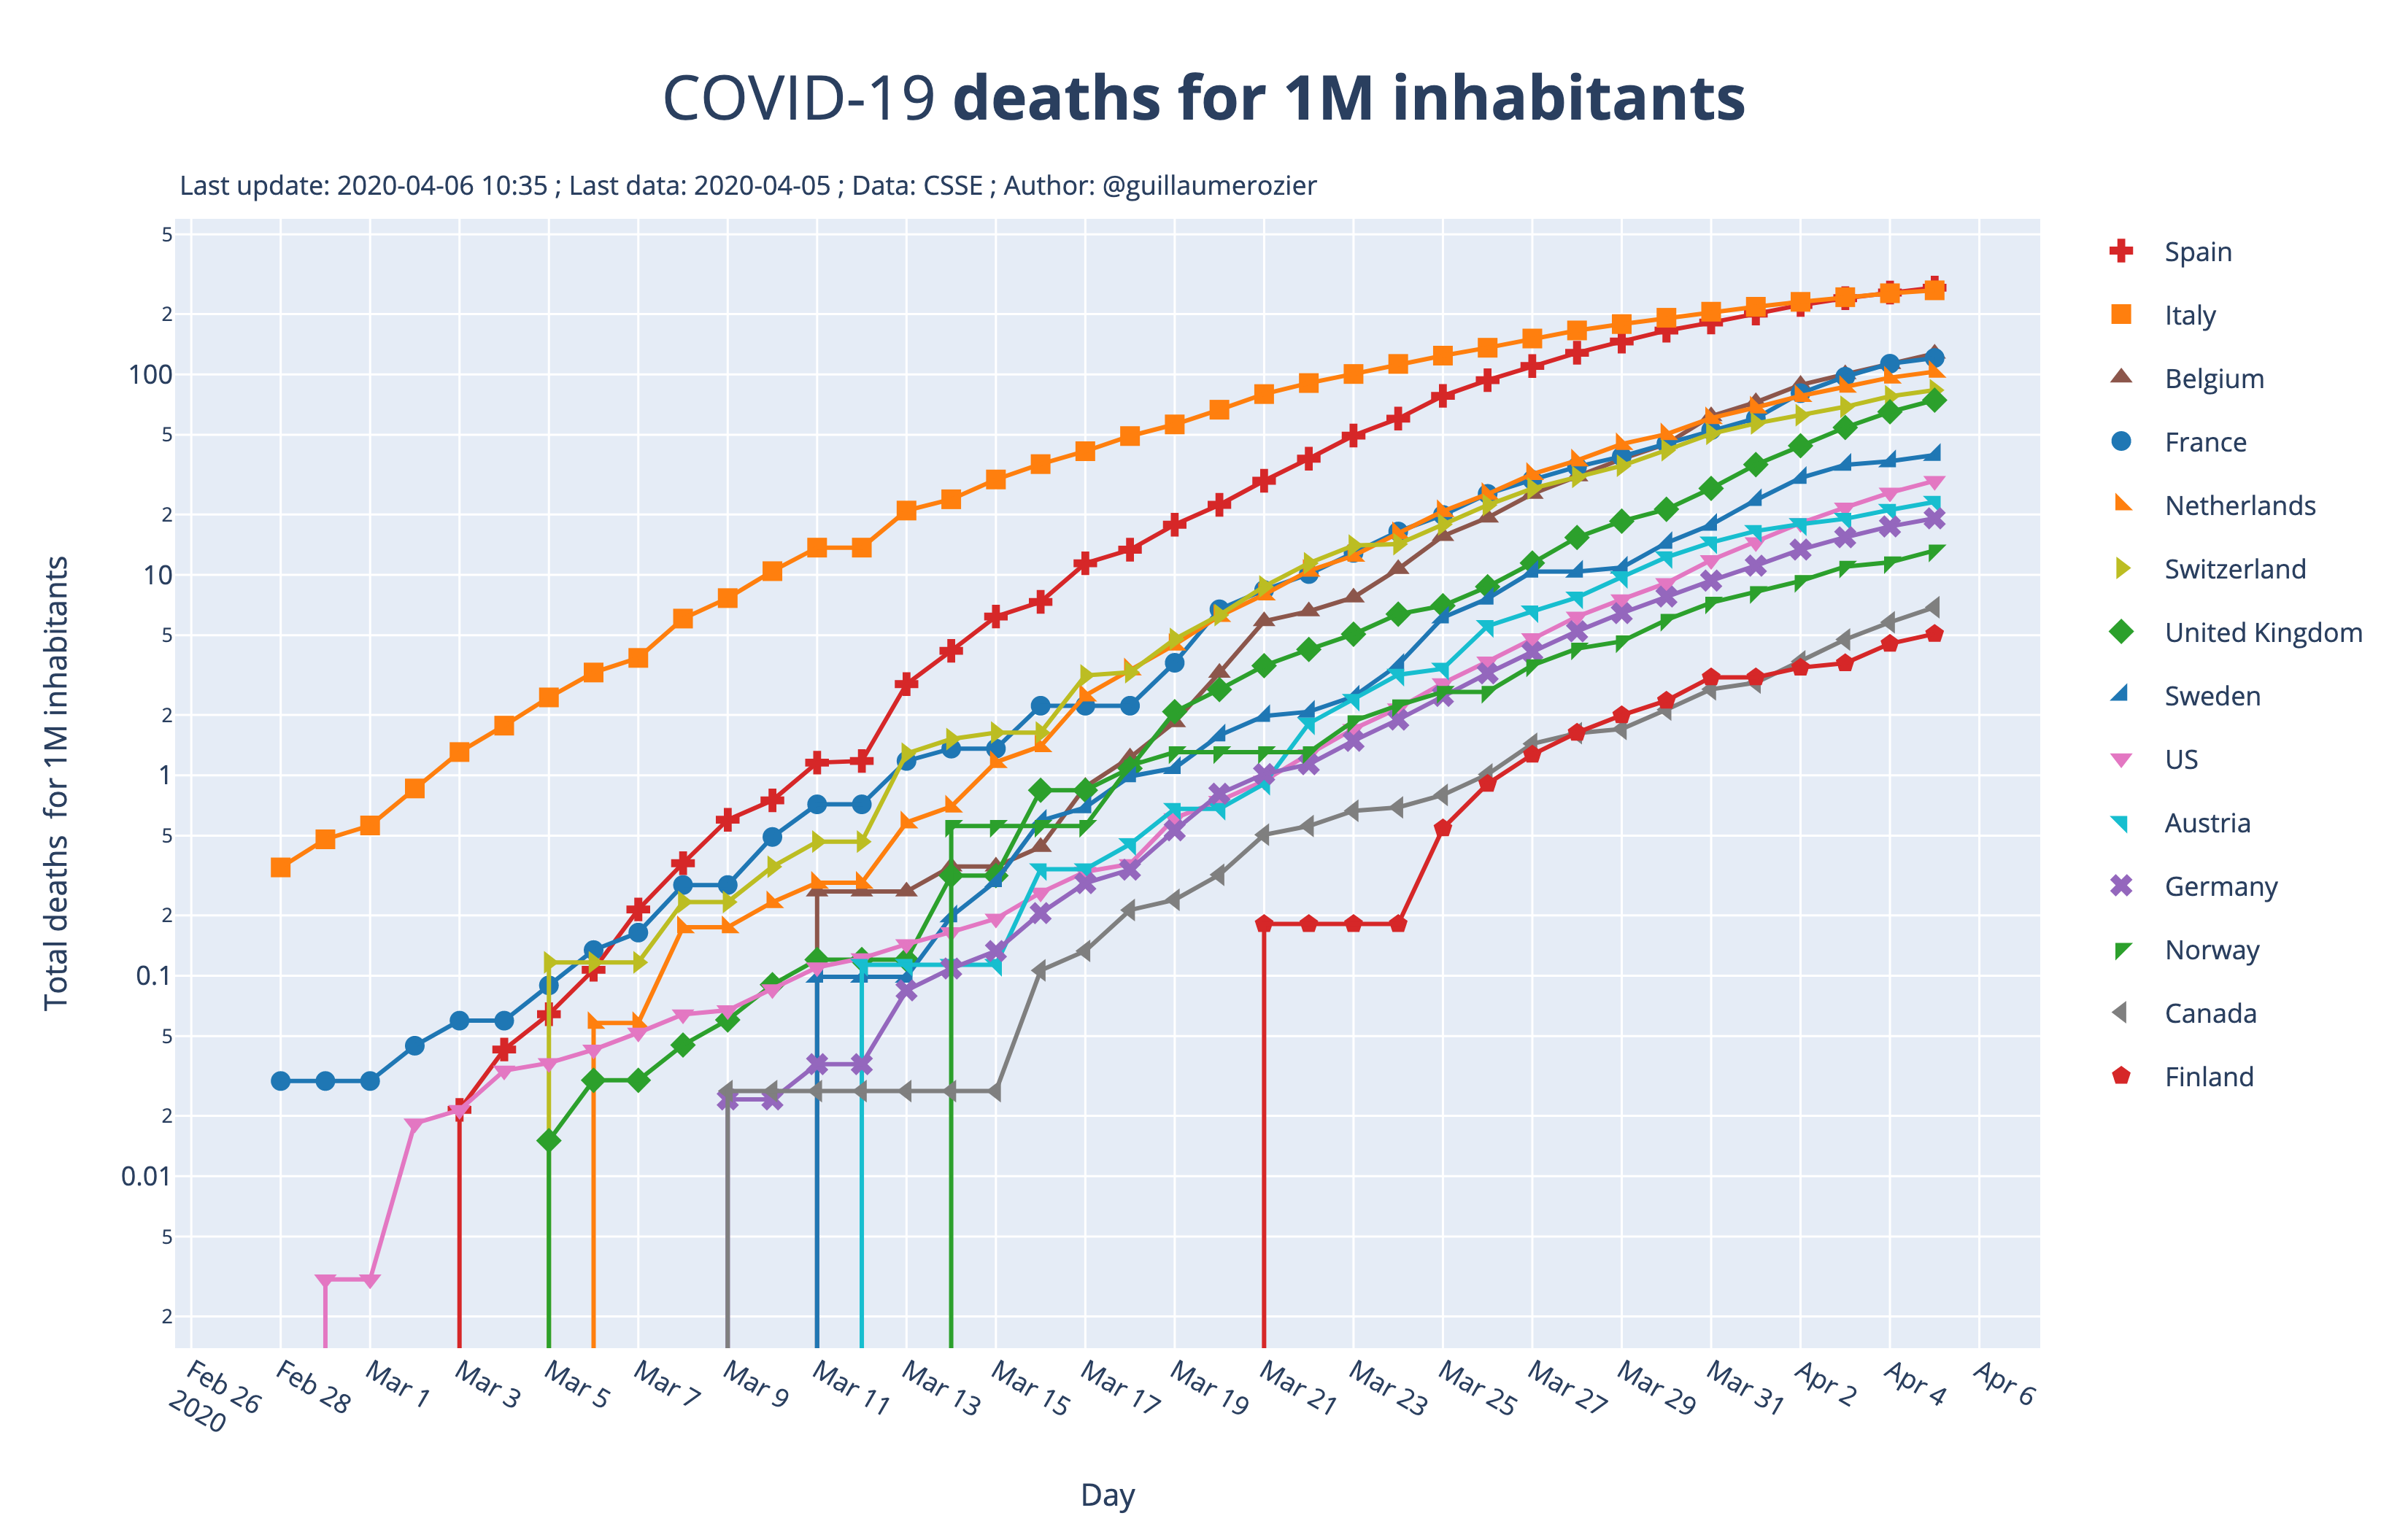 COVID-19 deaths for 1M inhabitants
Last update: 2020-04-06 10:35 ; Last data: 2020-04-05 ; Data: CSSE ; Author: @guillaumerozier
Total deaths for 1M inhabitants
5
2
100
5
2
10
5
2
1
5
2
0.1
5
2
0.01
5
2
Feb 26
2020
Feb 28
Mar 1
Mar 3
Mar 5
Mar 7
Mar 9
Mar 11
Mar 13
Mar 15
Mar 17
Mar 19
Mar 21
Mar 23
Mar 25
Mar 27
Mar 29
Mar 31
Apr 2
Apr 4
Apr 6
Day
Spain
Italy
Belgium
France
Netherlands
Switzerland
United Kingdom
Sweden
US
Austria
Germany
Norway
Canada
Finland